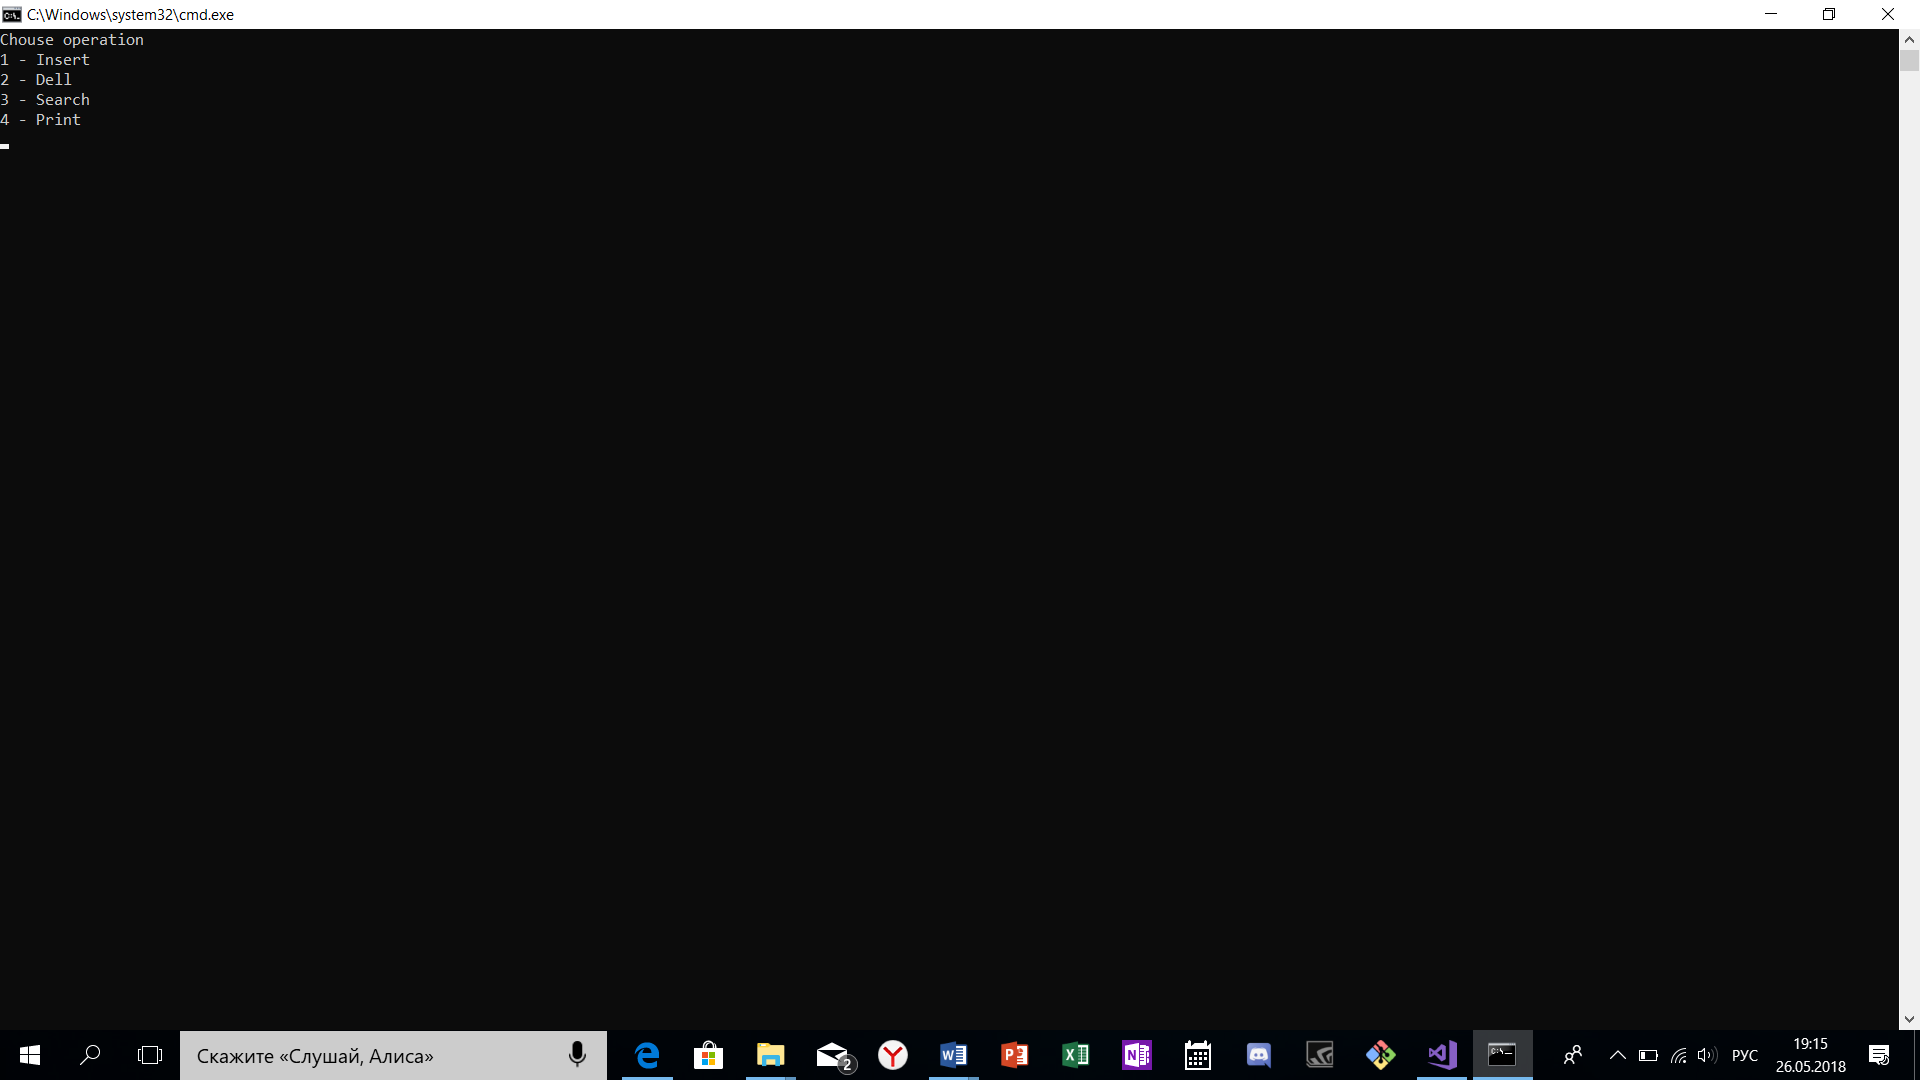 C:\Windows\system32\cmd.exe
Chouse operation
1 - Insert
2 - Dell
3 - Search
4 - Print
Скажите «Слушай, Алиса»
2
РУС
19:15
26.05.2018